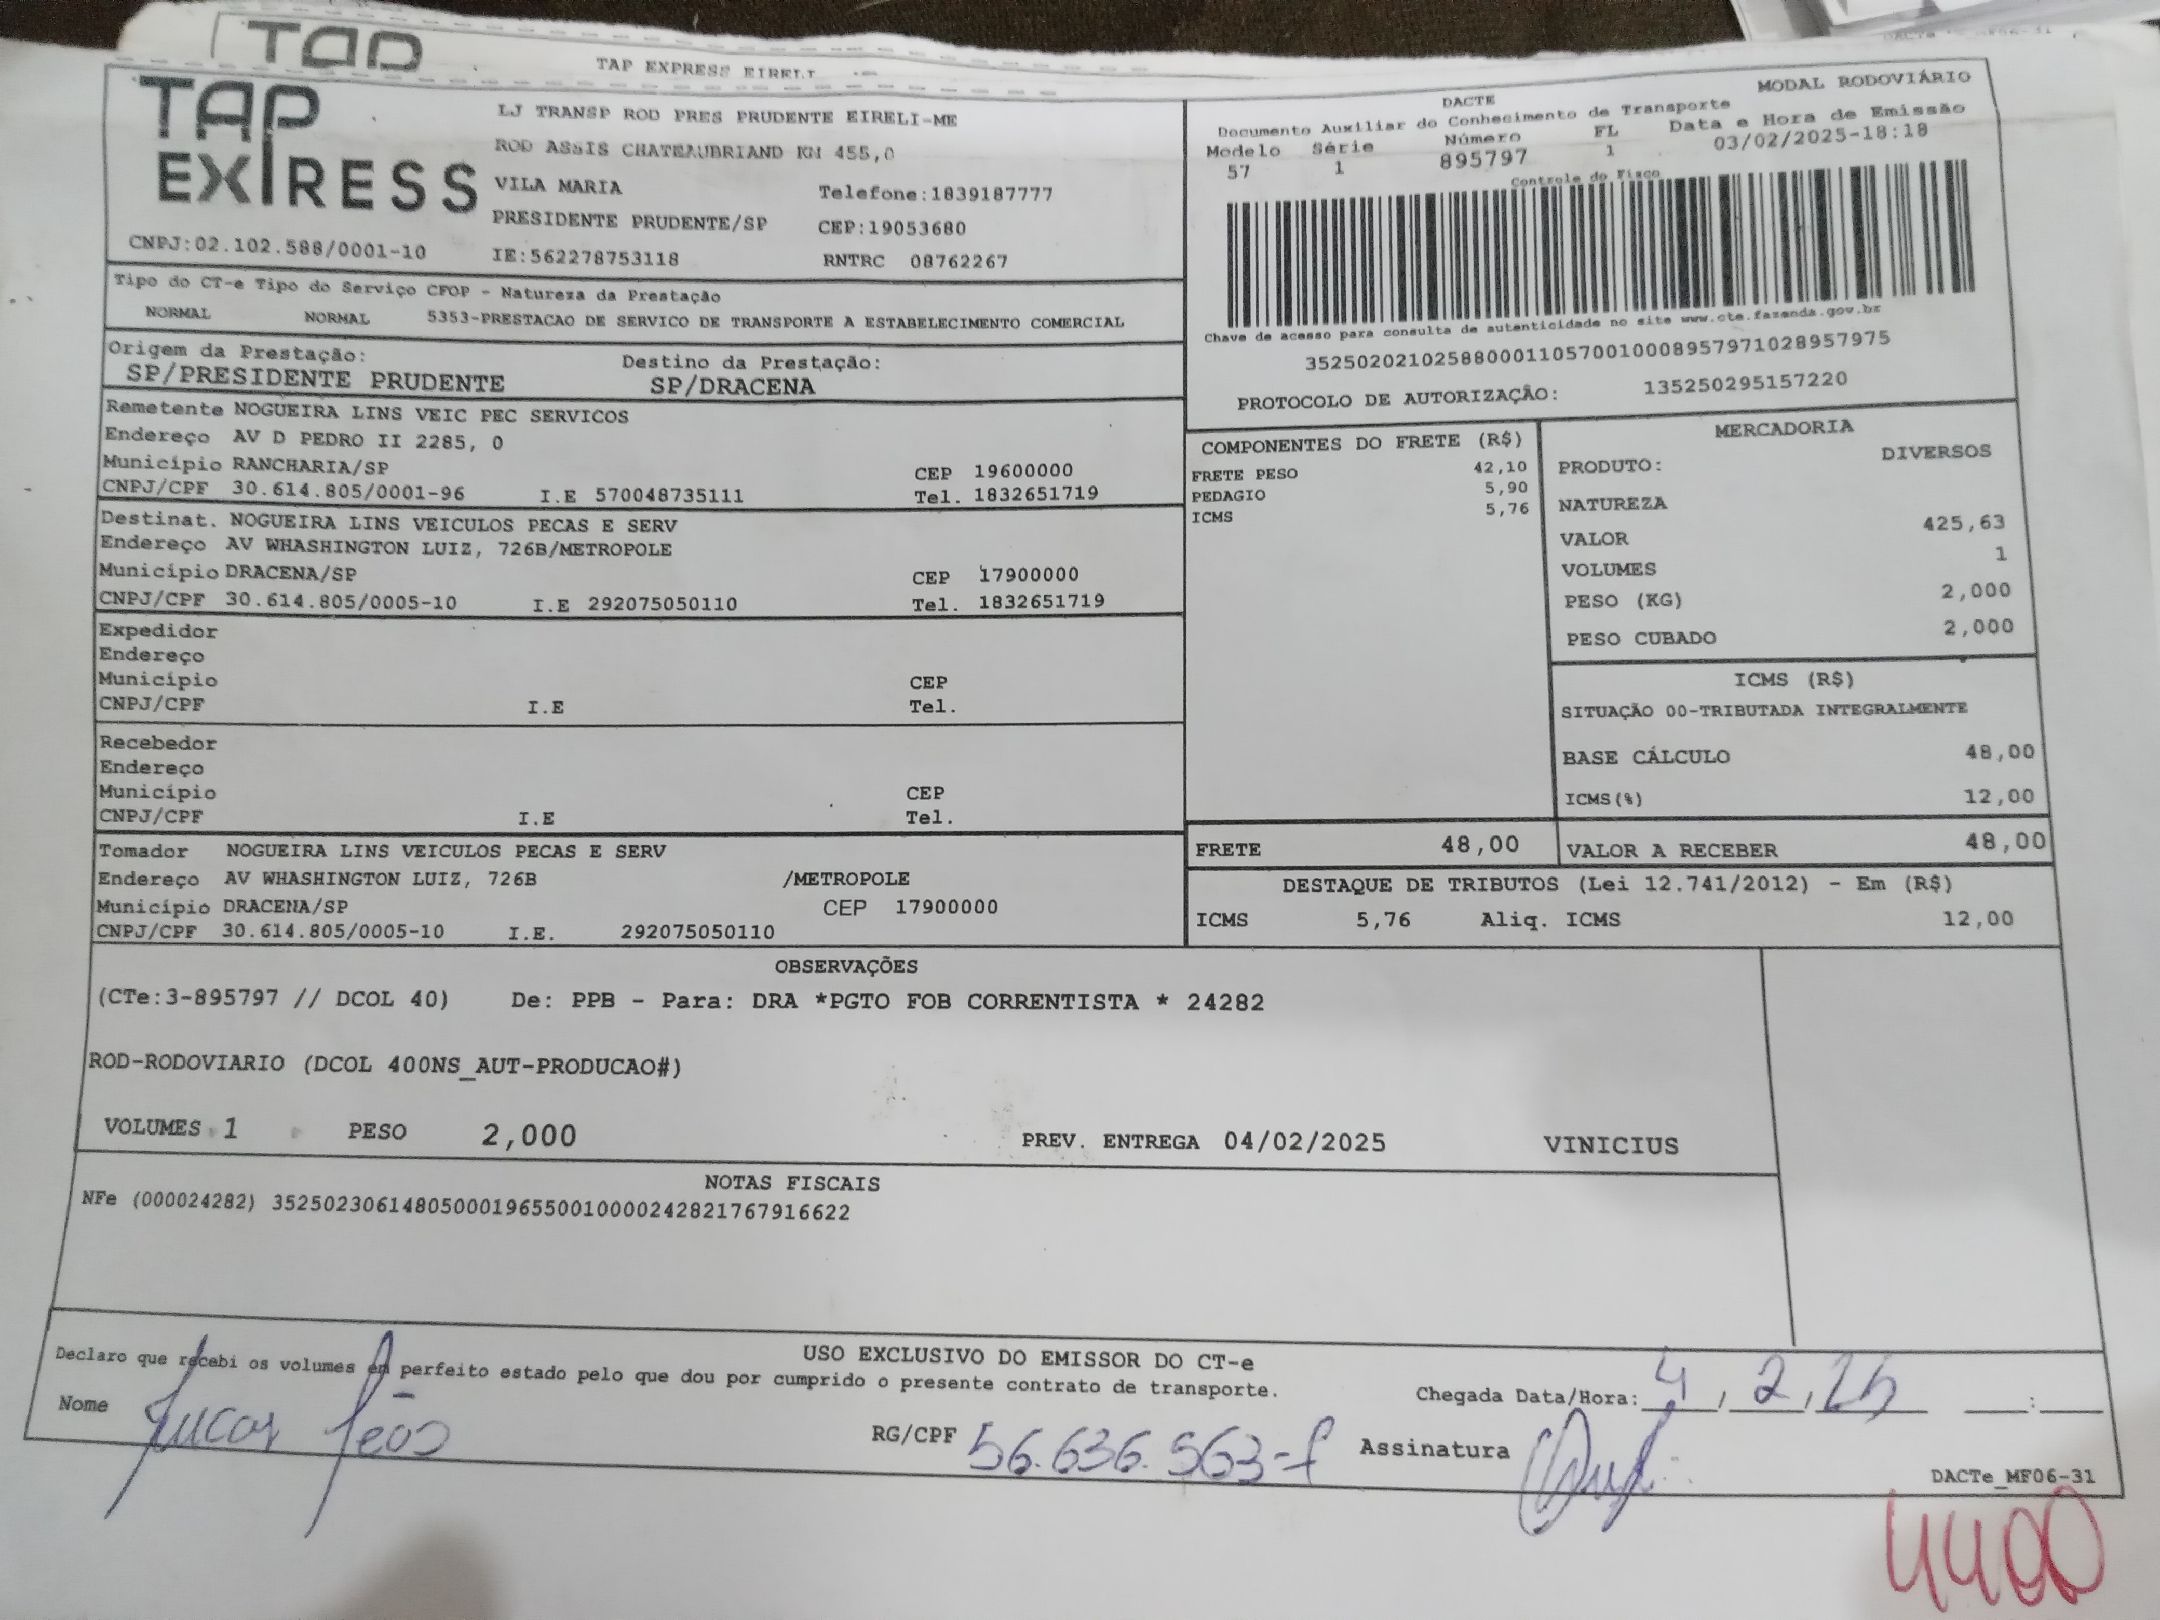 TAP
TAP EXPRESS EIRELI
TAP
EXPRESS
LJ TRANSP ROD PRES PRUDENTE EIRELI-ME
ROD ASSIS CHATEAUBRIAND KM 455,0
VILA MARIA Telefone:1839187777
PRESIDENTE PRUDENTE/SP CEP:19053680
CNPJ:02.102.588/0001-10 IE:562278753118 RNTRC 08762267
MODAL RODOVIÁRIO
DACTE
Documento Auxiliar do Conhecimento de Transporte
Modelo Série Número FL Data e Hora de Emissão
57 1 895797 1 03/02/2025-18:18
Controle do Fisco
Chave de acesso para consulta de autenticidade no site www.cte.fazenda.gov.br
35250202102588000110570010008957971028957975
PROTOCOLO DE AUTORIZAÇÃO: 135250295157220
Tipo do CT-e Tipo do Serviço CFOP - Natureza da Prestação
NORMAL NORMAL 5353-PRESTACAO DE SERVICO DE TRANSPORTE A ESTABELECIMENTO COMERCIAL
Origem da Prestação: Destino da Prestação:
SP/PRESIDENTE PRUDENTE SP/DRACENA
Remetente NOGUEIRA LINS VEIC PEC SERVICOS
Endereço AV D PEDRO II 2285, 0
Município RANCHARIA/SP CEP 19600000
CNPJ/CPF 30.614.805/0001-96 I.E 570048735111 Tel. 1832651719
Destinat. NOGUEIRA LINS VEICULOS PECAS E SERV
Endereço AV WHASHINGTON LUIZ, 726B/METROPOLE
Município DRACENA/SP CEP 17900000
CNPJ/CPF 30.614.805/0005-10 I.E 292075050110 Tel. 1832651719
Expedidor
Endereço
Município CEP
CNPJ/CPF I.E Tel.
Recebedor
Endereço
Município CEP
CNPJ/CPF I.E Tel.
Tomador NOGUEIRA LINS VEICULOS PECAS E SERV
Endereço AV WHASHINGTON LUIZ, 726B /METROPOLE
Município DRACENA/SP CEP 17900000
CNPJ/CPF 30.614.805/0005-10 I.E. 292075050110
COMPONENTES DO FRETE (R$)
FRETE PESO 42,10
PEDAGIO 5,90
ICMS 5,76
MERCADORIA
PRODUTO: DIVERSOS
NATUREZA
VALOR 425,63
VOLUMES 1
PESO (KG) 2,000
PESO CUBADO 2,000
ICMS (R$)
SITUAÇÃO 00-TRIBUTADA INTEGRALMENTE
BASE CÁLCULO 48,00
ICMS(%) 12,00
FRETE 48,00 VALOR A RECEBER 48,00
DESTAQUE DE TRIBUTOS (Lei 12.741/2012) - Em (R$)
ICMS 5,76 Aliq. ICMS 12,00
OBSERVAÇÕES
(CTe:3-895797 // DCOL 40) De: PPB - Para: DRA *PGTO FOB CORRENTISTA * 24282
ROD-RODOVIARIO (DCOL 400NS_AUT-PRODUCAO#)
VOLUMES 1 PESO 2,000 PREV. ENTREGA 04/02/2025 VINICIUS
NOTAS FISCAIS
NFe (000024282) 35250230614805000196550010000242821767916622
USO EXCLUSIVO DO EMISSOR DO CT-e
Declaro que recebi os volumes em perfeito estado pelo que dou por cumprido o presente contrato de transporte.
Chegada Data/Hora: 4 / 2 / 25 :
Nome Lucas RG/CPF 56.636.563- Assinatura
DACTe_MF06-31
4400